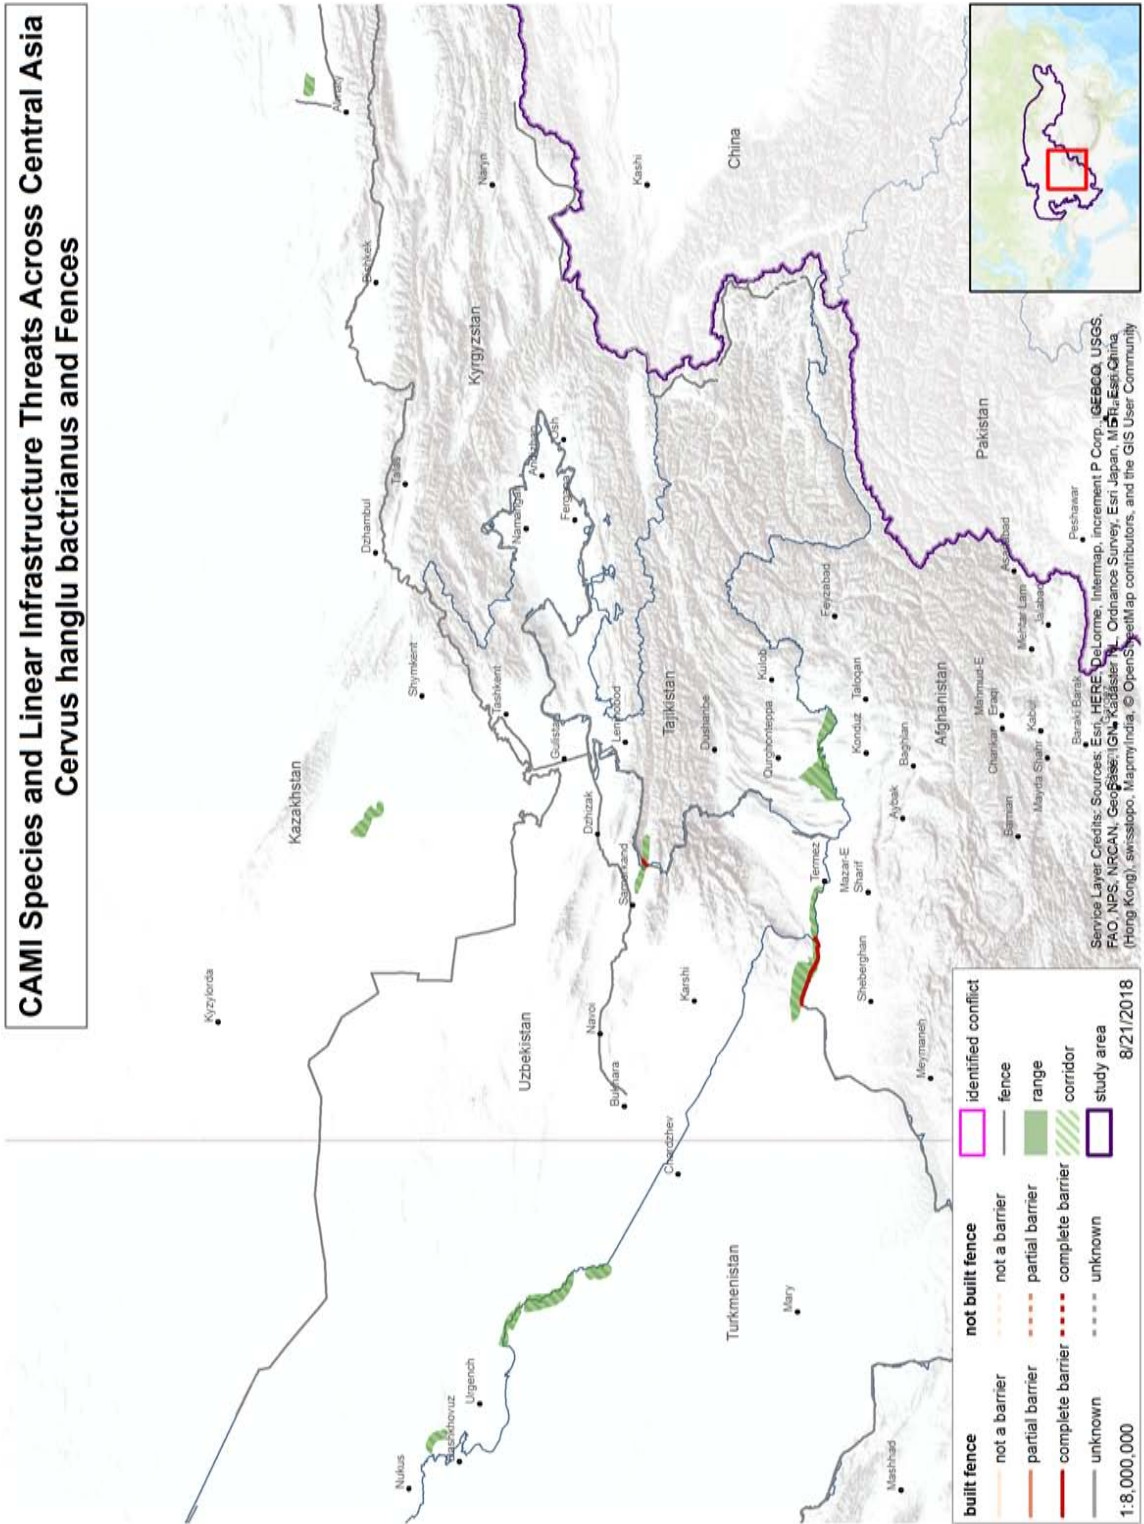 CAMI Species and Linear Infrastructure Threats Across Central Asia
Cervus hanglu bactrianus and Fences
Kyzylorda
Kazakhstan
Shymkent
Dzhambul
Talas
Bishkek
Almaty
Naryn
Kyrgyzstan
Tashkent
Namangan
Andizhan
Osh
Fergana
Gulistan
Dzhizak
Kashi
China
Nukus
Dashkhovuz
Urgench
Uzbekistan
Navoi
Bukhara
Samarkand
Karshi
Chardzhev
Tajikistan
Dushanbe
Qurghonteppa
Kulob
Termez
Feyzabad
Turkmenistan
Mary
Mashhad
Mazar-E
Sharif
Sheberghan
Meymaneh
Aybak
Konduz
Taloqan
Baghlan
Afghanistan
Bamian
Charikar
Mahmud-E
Eraqi
Mayda Shahr
Kabul
Mehtar Lam
Jalabad
Asadabad
Baraki Barak
Peshawar
Pakistan
built fence
not a barrier
partial barrier
complete barrier
unknown
not built fence
not a barrier
partial barrier
complete barrier
unknown
identified conflict
fence
range
corridor
study area
1:8,000,000
8/21/2018
Service Layer Credits: Sources: Esri, HERE, DeLorme, Intermap, increment P Corp., GEBCO, USGS,
FAO, NPS, NRCAN, GeoBase, IGN, Kadaster NL, Ordnance Survey, Esri Japan, METI, Esri China
(Hong Kong), swisstopo, MapmyIndia, © OpenStreetMap contributors, and the GIS User Community